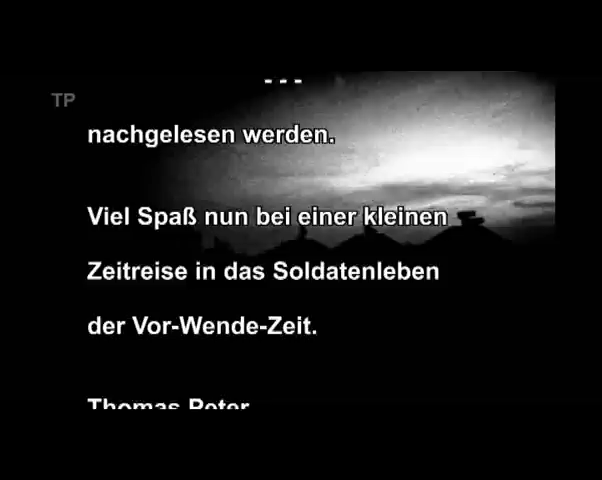 TP
nachgelesen werden.
Viel Spaß nun bei einer kleinen
Zeitreise in das Soldatenleben
der Vor-Wende-Zeit.
Thomas Peter